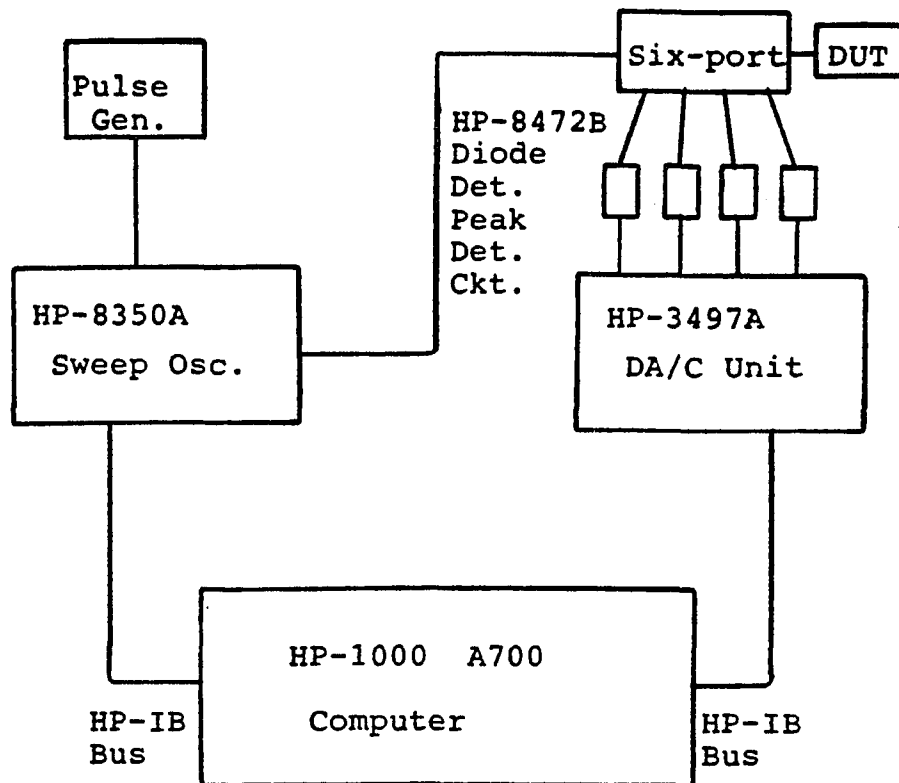 Six-port
DUT
Pulse
Gen.
HP-8472B
Diode
Det.
Peak
Det.
Ckt.
HP-8350A
Sweep Osc.
HP-3497A
DA/C Unit
HP-1000 A700
Computer
HP-IB
Bus
HP-IB
Bus